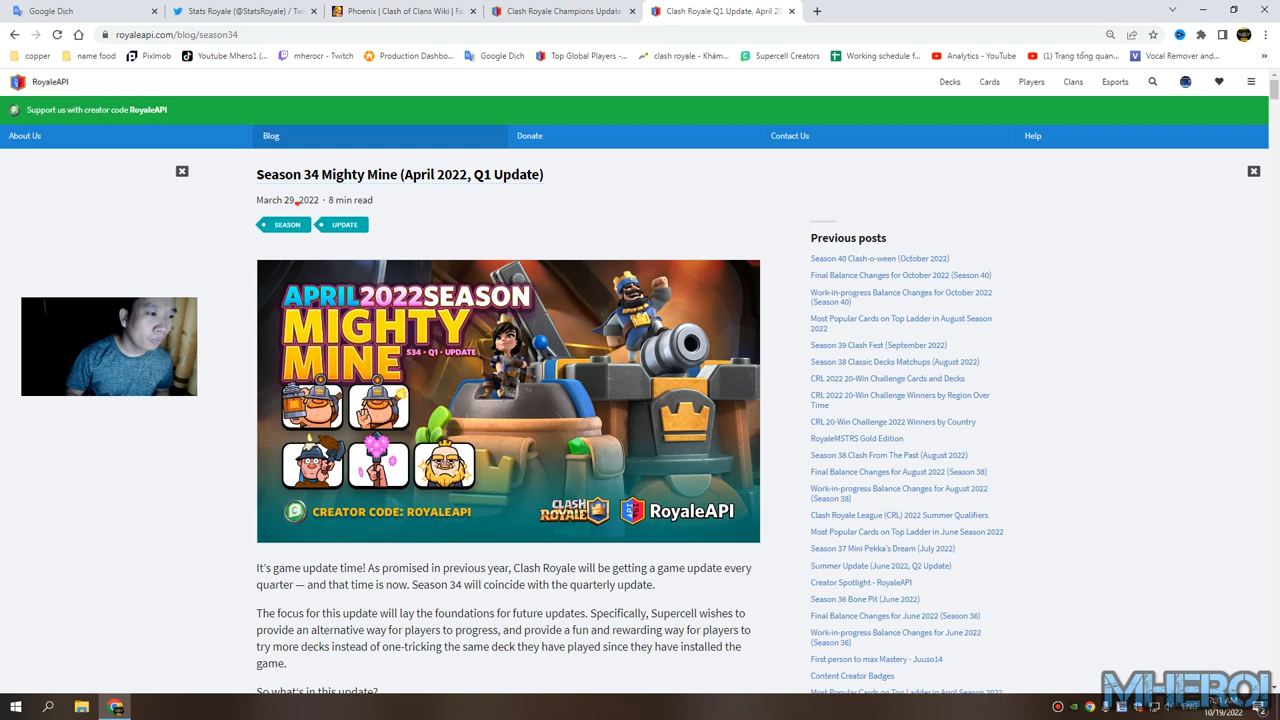 Google Dịch
Stats Royale (@StatsRoyale) / Twi
Phoenix | Clash of Clans Wiki | Fa
Clash Royale Champions Update
Clash Royale Q1 Update, April 20
royaleapi.com/blog/season34
copper
name food
Pixlmob
Youtube Mhero1()
mherocr - Twitch
Production Dashbo...
Google Dịch
Top Global Players -...
clash royale – Khám...
Supercell Creators
Working schedule f...
Analytics - YouTube
(1) Trang tổng quan...
Vocal Remover and...
»
RoyaleAPI
Decks
Cards
Players
Clans
Esports
Support us with creator code RoyaleAPI
About Us
Blog
Donate
Contact Us
Help
Season 34 Mighty Mine (April 2022, Q1 Update)
March 29, 2022 · 8 min read
SEASON
UPDATE
APRIL2022SEASON
MIGHTY
MINE
S34 • Q1 • UPDATE
CREATOR CODE: ROYALEAPI
CLASH
ROYALE
RoyaleAPI
It's game update time! As promised in previous year, Clash Royale will be getting a game update every
quarter — and that time is now. Season 34 will coincide with the quarterly update.
The focus for this update will lay the foundations for future updates. Specifically, Supercell wishes to
provide an alternative way for players to progress, and provide a fun and rewarding way for players to
try more decks instead of one-tricking the same deck they have played since they have installed the
game.
So what's in this update?
Previous posts
Season 40 Clash-o-ween (October 2022)
Final Balance Changes for October 2022 (Season 40)
Work-in-progress Balance Changes for October 2022
(Season 40)
Most Popular Cards on Top Ladder in August Season
2022
Season 39 Clash Fest (September 2022)
Season 38 Classic Decks Matchups (August 2022)
CRL 2022 20-Win Challenge Cards and Decks
CRL 2022 20-Win Challenge Winners by Region Over
Time
CRL 20-Win Challenge 2022 Winners by Country
RoyaleMSTRS Gold Edition
Season 38 Clash From The Past (August 2022)
Final Balance Changes for August 2022 (Season 38)
Work-in-progress Balance Changes for August 2022
(Season 38)
Clash Royale League (CRL) 2022 Summer Qualifiers
Most Popular Cards on Top Ladder in June Season 2022
Season 37 Mini Pekka's Dream (July 2022)
Summer Update (June 2022, Q2 Update)
Creator Spotlight - RoyaleAPI
Season 36 Bone Pit (June 2022)
Final Balance Changes for June 2022 (Season 36)
Work-in-progress Balance Changes for June 2022
(Season 36)
First person to max Mastery - Juuso14
Content Creator Badges
Most Popular Cards on Top Ladder in April Season 2022
MHERO1
ENG
7:31 AM
10/19/2022
2